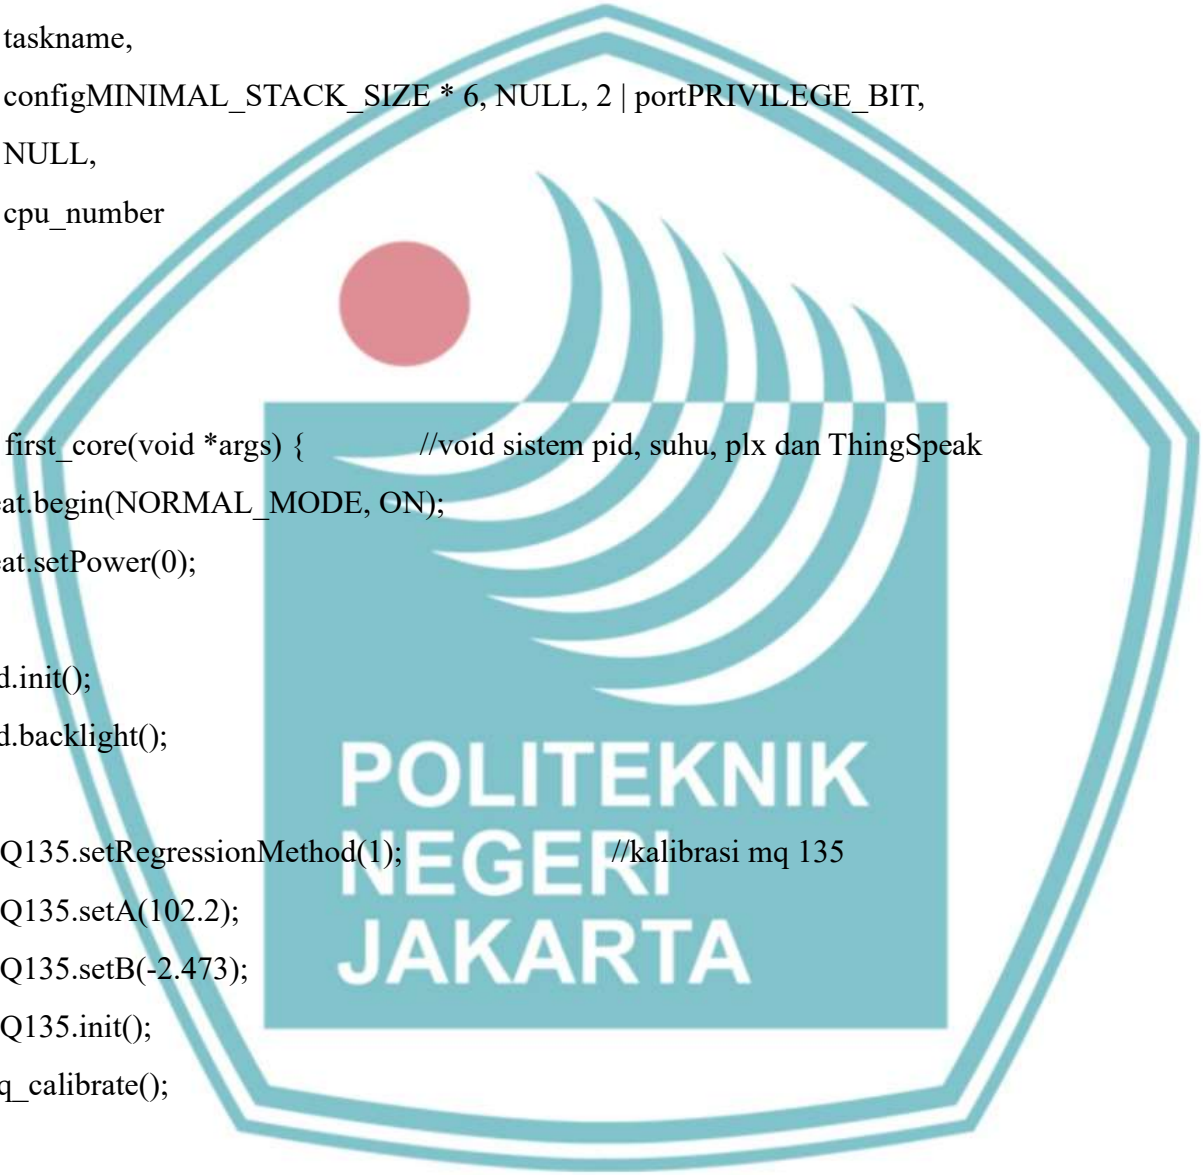 taskname,
configMINIMAL_STACK_SIZE * 6, NULL, 2 | portPRIVILEGE_BIT,
NULL,
cpu_number
first_core(void *args) { //void sistem pid, suhu, plx dan ThingSpeak
eat.begin(NORMAL_MODE, ON);
eat.setPower(0);
d.init();
d.backlight();
POLITEKNIK
Q135.setRegressionMethod(1); //kalibrasi mq 135
NEGERI
Q135.setA(102.2);
JAKARTA
Q135.setB(-2.473);
Q135.init();
q_calibrate();